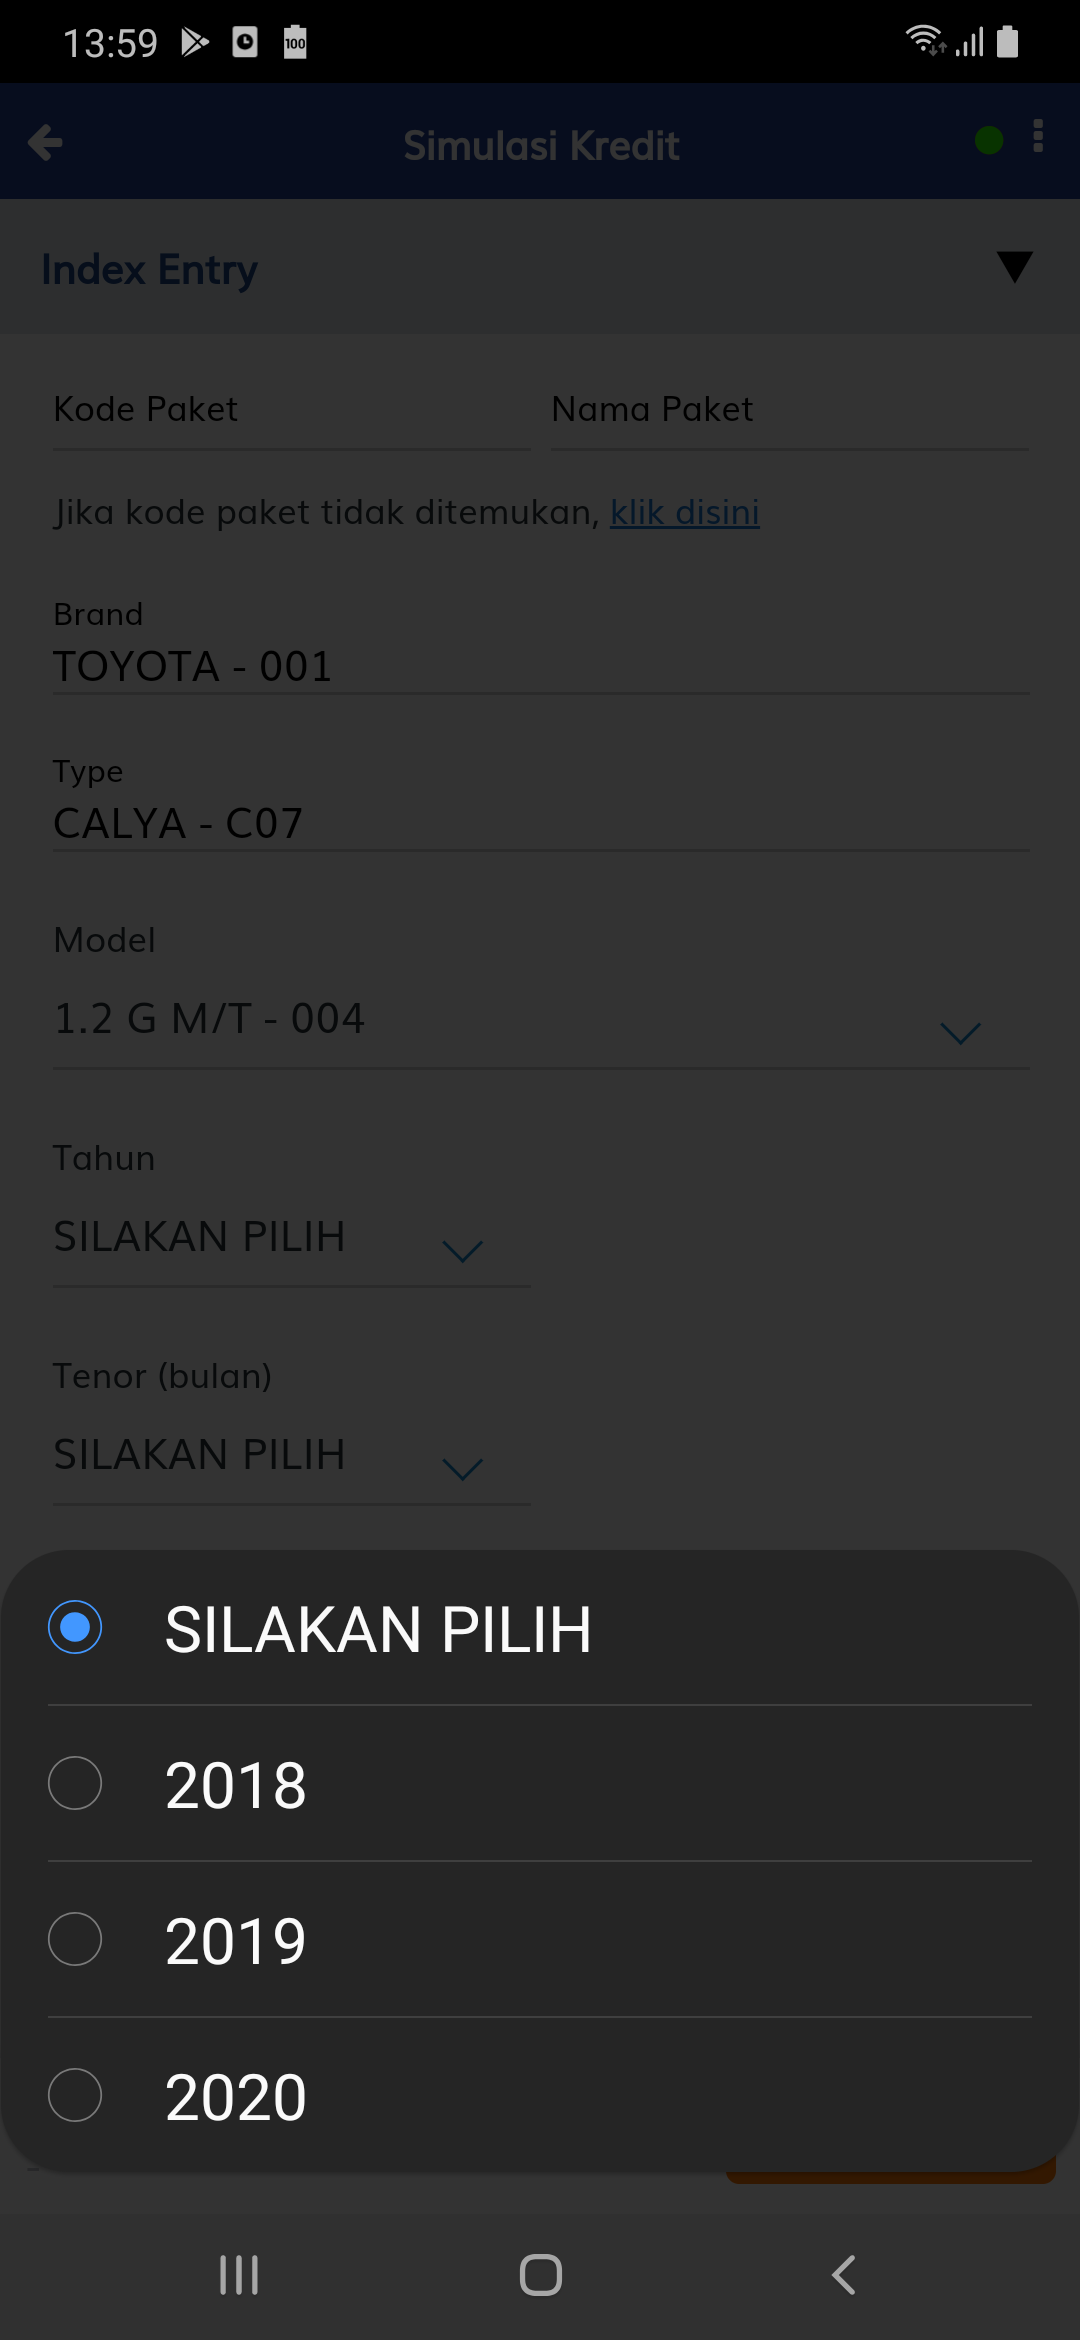 13:59
100
Simulasi Kredit
Index Entry
Kode Paket
Nama Paket
Jika kode paket tidak ditemukan, klik disini
Brand
TOYOTA - 001
Type
CALYA - C07
Model
1.2 G M/T - 004
Tahun
SILAKAN PILIH
Tenor (bulan)
SILAKAN PILIH
SILAKAN PILIH
2018
2019
2020